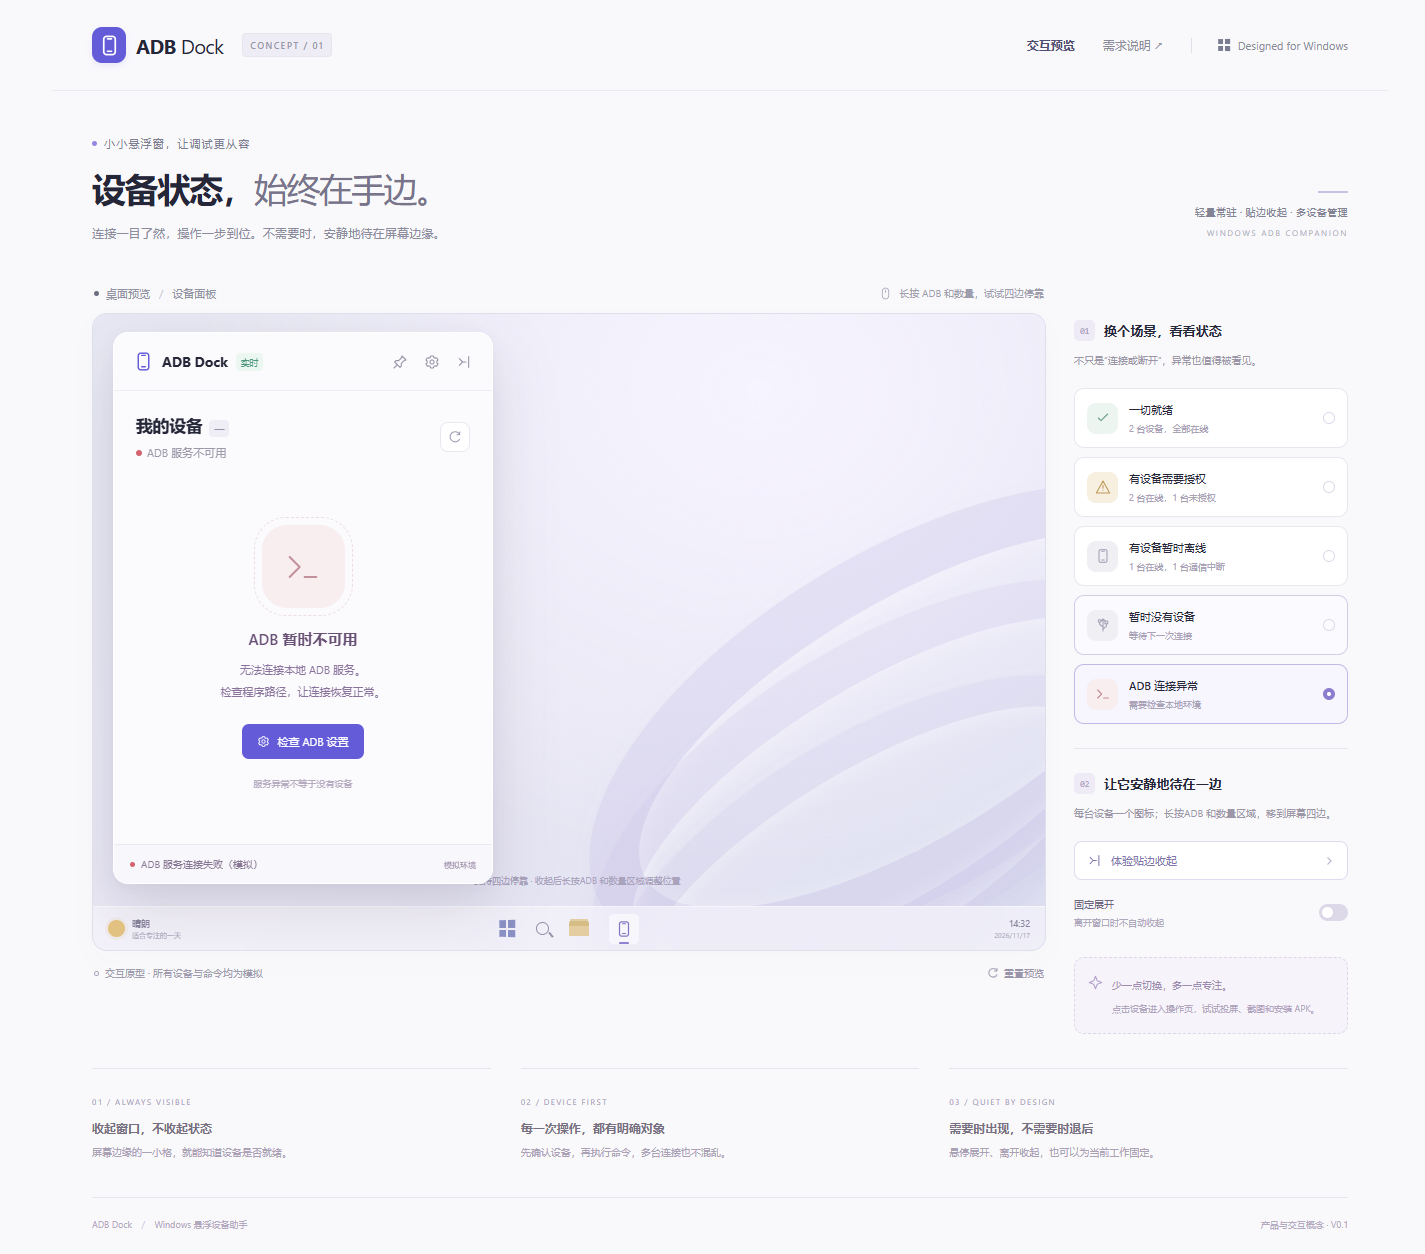 ADB Dock
CONCEPT / 01
交互预览
需求说明 ↗
Designed for Windows
小小悬浮窗，让调试更从容
设备状态，始终在手边。
连接一目了然，操作一步到位。不需要时，安静地待在屏幕边缘。
轻量常驻 · 贴边收起 · 多设备管理
WINDOWS ADB COMPANION
桌面预览 / 设备面板
长按 ADB 和数量，试试四边停靠
ADB Dock 实时
我的设备 —
ADB 服务不可用
ADB 暂时不可用
无法连接本地 ADB 服务。
检查程序路径，让连接恢复正常。
检查 ADB 设置
服务异常不等于没有设备
ADB 服务连接失败（模拟）
模拟环境
四边停靠 · 收起后长按ADB 和数量区域调整位置
晴朗
适合专注的一天
14:32
2026/11/17
交互原型 · 所有设备与命令均为模拟
重置预览
01 换个场景，看看状态
不只是“连接或断开”，异常也值得被看见。
一切就绪
2 台设备，全部在线
有设备需要授权
2 台在线，1 台未授权
有设备暂时离线
1 台在线，1 台通信中断
暂时没有设备
等待下一次连接
ADB 连接异常
需要检查本地环境
02 让它安静地待在一边
每台设备一个图标；长按ADB 和数量区域，移到屏幕四边。
体验贴边收起
固定展开
离开窗口时不自动收起
少一点切换，多一点专注。
点击设备进入操作页，试试投屏、截图和安装 APK。
01 / ALWAYS VISIBLE
收起窗口，不收起状态
屏幕边缘的一小格，就能知道设备是否就绪。
02 / DEVICE FIRST
每一次操作，都有明确对象
先确认设备，再执行命令，多台连接也不混乱。
03 / QUIET BY DESIGN
需要时出现，不需要时退后
悬停展开、离开收起，也可以为当前工作固定。
ADB Dock / Windows 悬浮设备助手
产品与交互概念 · V0.1